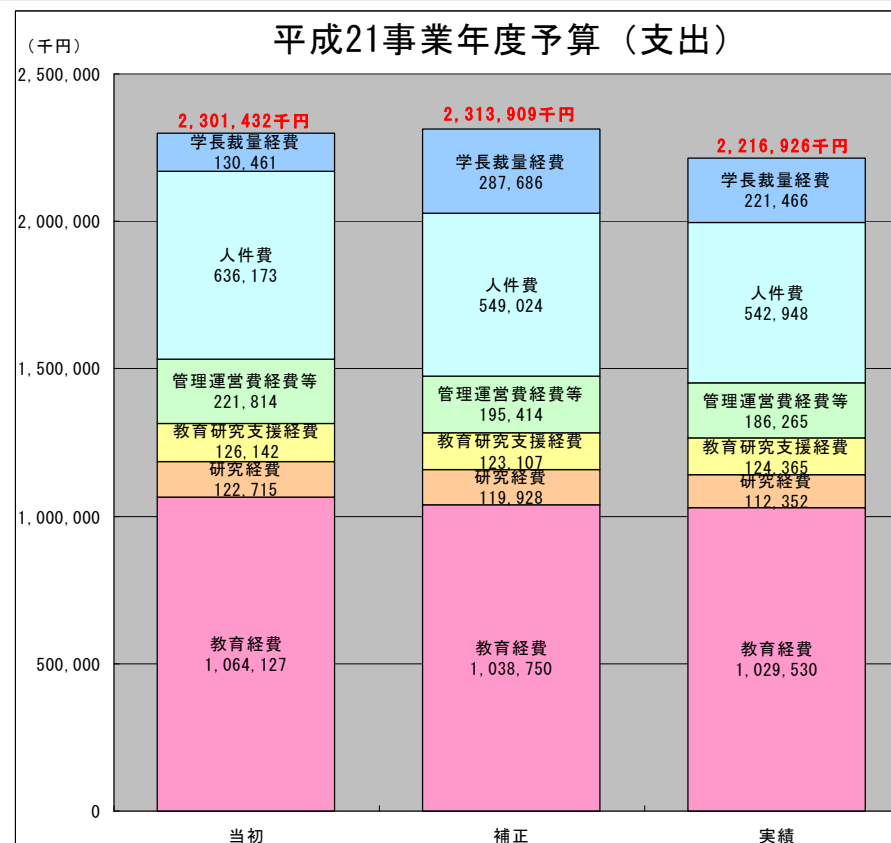 平成21事業年度予算（支出）
（千円）
2,500,000
2,000,000
1,500,000
1,000,000
500,000
0
2,301,432千円
学長裁量経費
130,461
人件費
636,173
管理運営費経費等
221,814
教育研究支援経費
126,142
研究経費
122,715
教育経費
1,064,127
当初
2,313,909千円
学長裁量経費
287,686
人件費
549,024
管理運営費経費等
195,414
教育研究支援経費
123,107
研究経費
119,928
教育経費
1,038,750
補正
2,216,926千円
学長裁量経費
221,466
人件費
542,948
管理運営費経費等
186,265
教育研究支援経費
124,365
研究経費
112,352
教育経費
1,029,530
実績